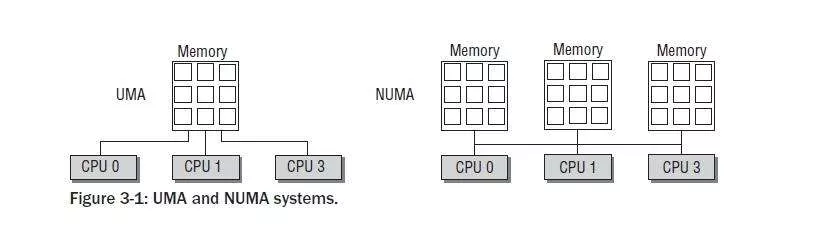 Memory
UMA
CPU 0 CPU 1 CPU 3
Memory Memory Memory
NUMA
CPU 0 CPU 1 CPU 3
Figure 3-1: UMA and NUMA systems.